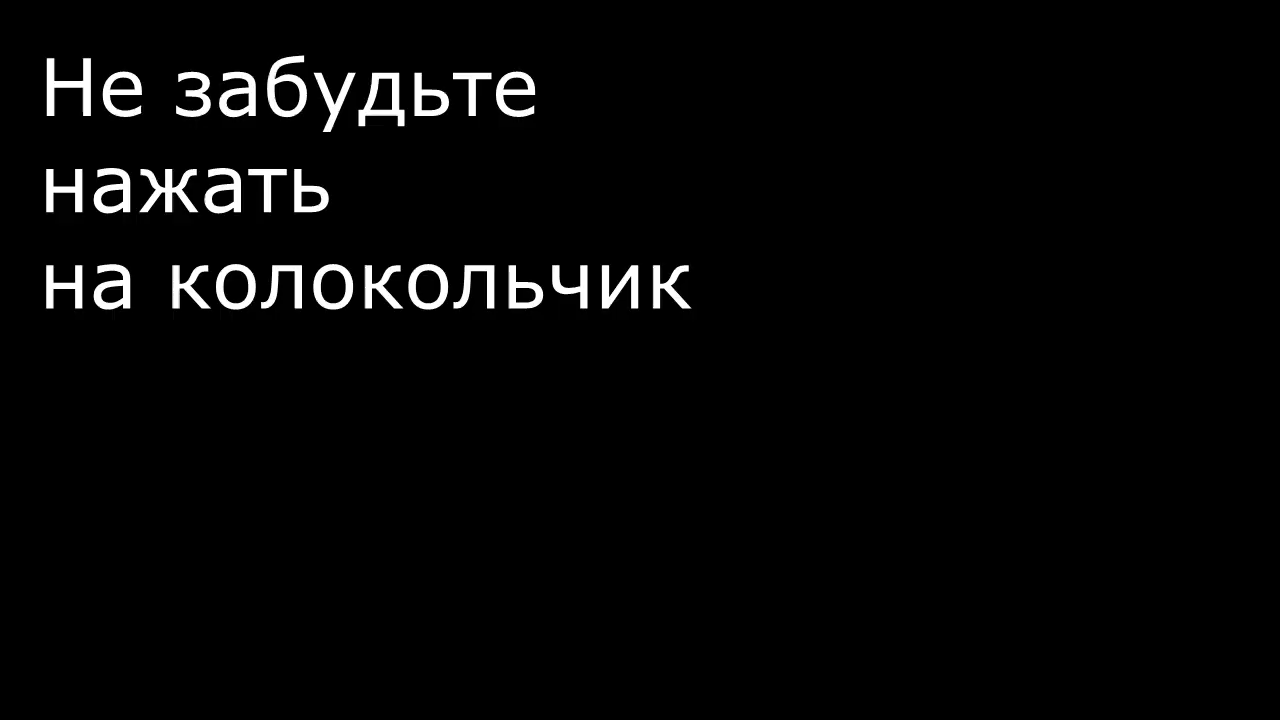 Не забудьте
нажать
на колокольчик